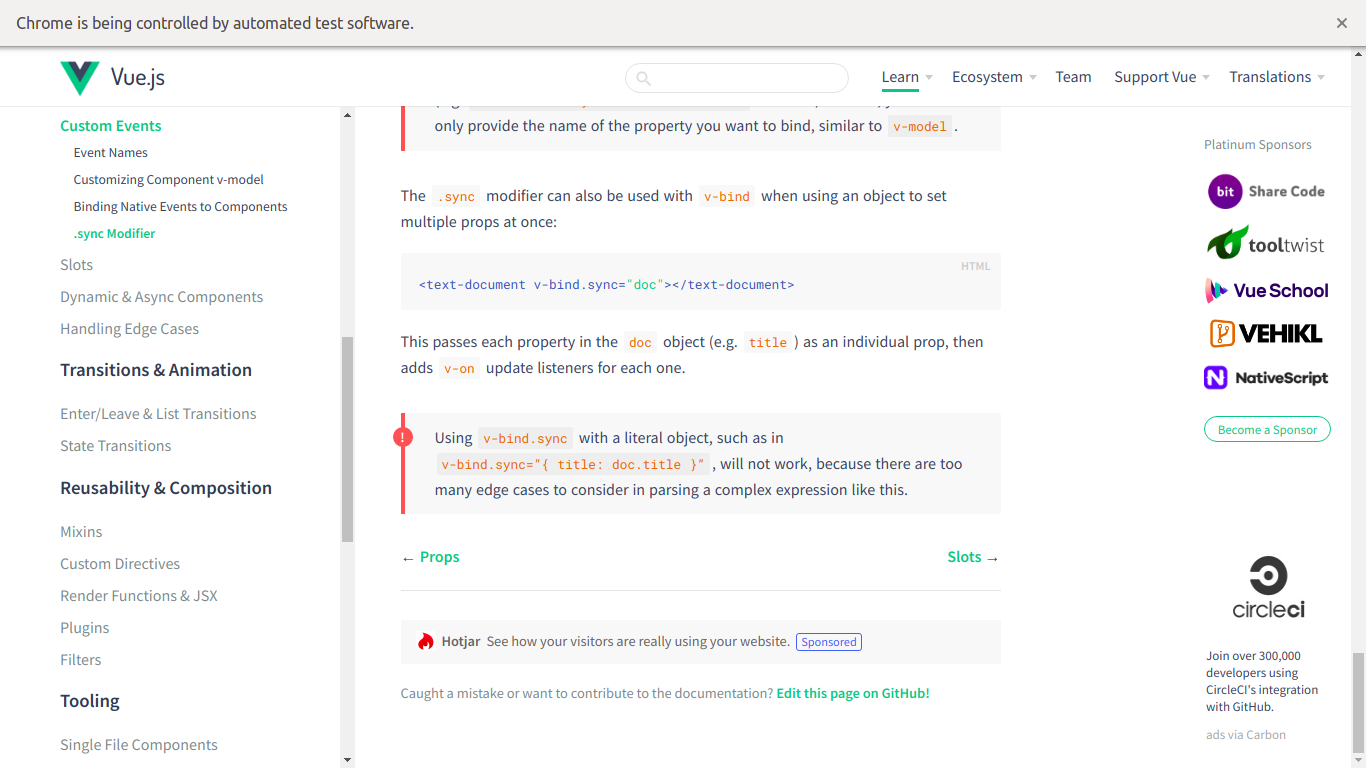 Chrome is being controlled by automated test software.
Vue.js
Learn
Ecosystem
Team
Support Vue
Translations
Custom Events
Event Names
Customizing Component v-model
Binding Native Events to Components
.sync Modifier
Slots
Dynamic & Async Components
Handling Edge Cases
Transitions & Animation
Enter/Leave & List Transitions
State Transitions
Reusability & Composition
Mixins
Custom Directives
Render Functions & JSX
Plugins
Filters
Tooling
Single File Components
only provide the name of the property you want to bind, similar to v-model .
The .sync modifier can also be used with v-bind when using an object to set
multiple props at once:
HTML
<text-document v-bind.sync="doc"></text-document>
This passes each property in the doc object (e.g. title ) as an individual prop, then
adds v-on update listeners for each one.
!
Using v-bind.sync with a literal object, such as in
v-bind.sync="{ title: doc.title }" , will not work, because there are too
many edge cases to consider in parsing a complex expression like this.
← Props
Slots →
Hotjar See how your visitors are really using your website. Sponsored
Caught a mistake or want to contribute to the documentation? Edit this page on GitHub!
Platinum Sponsors
bit Share Code
tooltwist
Vue School
VEHIKL
NativeScript
Become a Sponsor
circleci
Join over 300,000
developers using
CircleCI's integration
with GitHub.
ads via Carbon